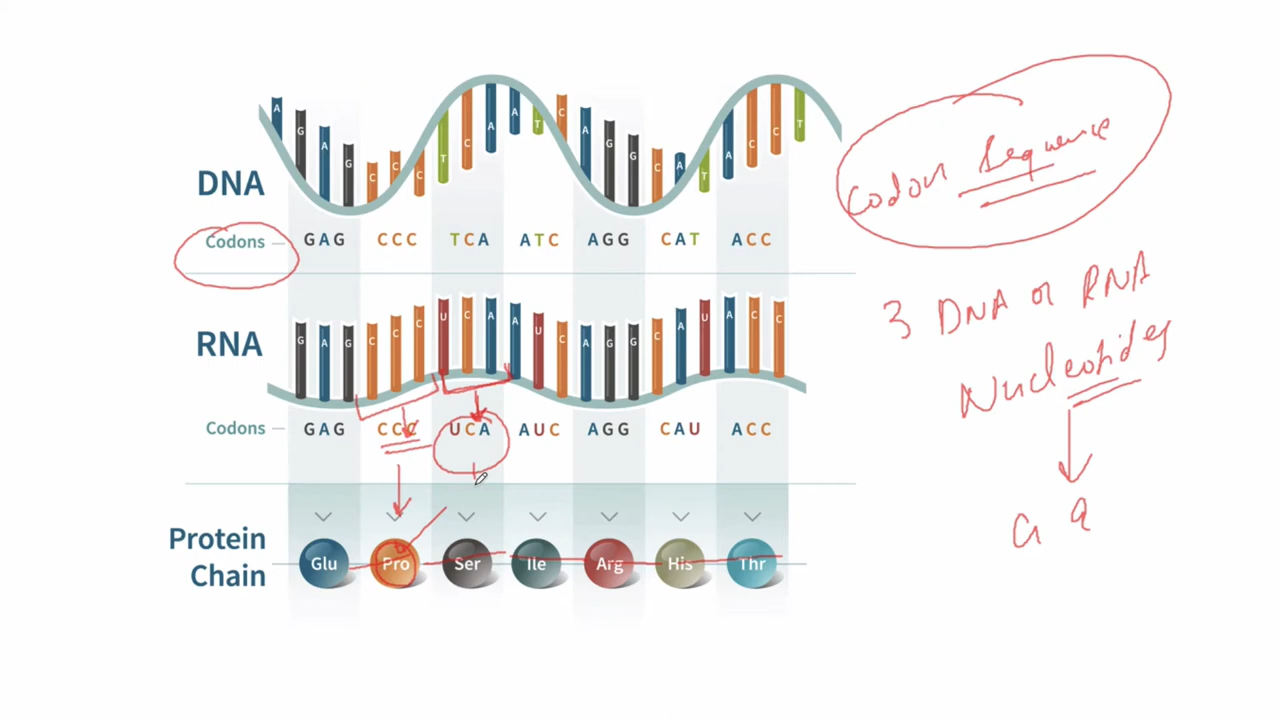 A G A G C C C T C A A T C A G G C A T A C C T
DNA
Codons GAG CCC TCA ATC AGG CAT ACC
G A G C C C U C A A U C A G G C A U A C C
RNA
Codons GAG CCC UCA AUC AGG CAU ACC
Protein
Chain
Glu Pro Ser Ile Arg His Thr
Codon Sequence
3 DNA or RNA
Nucleotides
a a